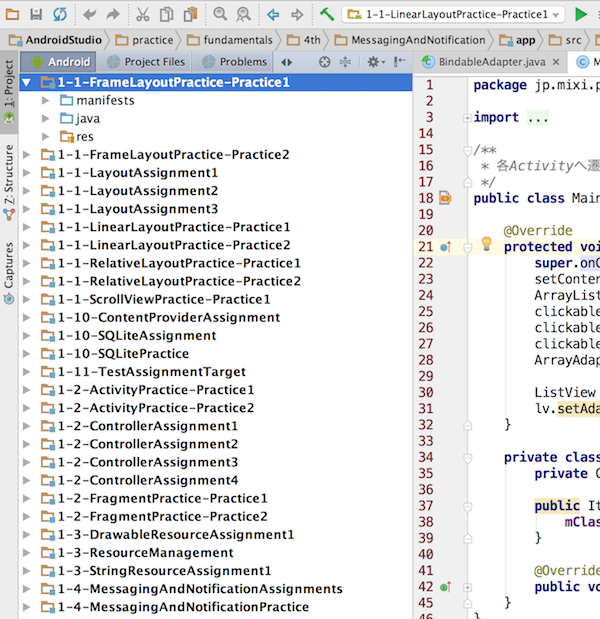 1-1-LinearLayoutPractice-Practice1
AndroidStudio practice fundamentals 4th MessagingAndNotification app src
Android Project Files Problems
BindableAdapter.java
1: Project
Z: Structure
Captures
1-1-FrameLayoutPractice-Practice1
manifests
java
res
1-1-FrameLayoutPractice-Practice2
1-1-LayoutAssignment1
1-1-LayoutAssignment2
1-1-LayoutAssignment3
1-1-LinearLayoutPractice-Practice1
1-1-LinearLayoutPractice-Practice2
1-1-RelativeLayoutPractice-Practice1
1-1-RelativeLayoutPractice-Practice2
1-1-ScrollViewPractice-Practice1
1-10-ContentProviderAssignment
1-10-SQLiteAssignment
1-10-SQLitePractice
1-11-TestAssignmentTarget
1-2-ActivityPractice-Practice1
1-2-ActivityPractice-Practice2
1-2-ControllerAssignment1
1-2-ControllerAssignment2
1-2-ControllerAssignment3
1-2-ControllerAssignment4
1-2-FragmentPractice-Practice1
1-2-FragmentPractice-Practice2
1-3-DrawableResourceAssignment1
1-3-ResourceManagement
1-3-StringResourceAssignment1
1-4-MessagingAndNotificationAssignments
1-4-MessagingAndNotificationPractice
1 package jp.mixi.p
2
3 import ...
14
15 /**
16 * 各Activityへ遷
17 */
18 public class Main
19
20 @Override
21 protected voi
22 super.onC
23 setConten
24 ArrayList
25 clickable
26 clickable
27 clickable
28 ArrayAdap
29
30 ListView
31 lv.setAda
32 }
33
34 private class
35 private C
36
37 public It
38 mClas
39 }
40
41 @Override
42 public vo
45 }
46 }